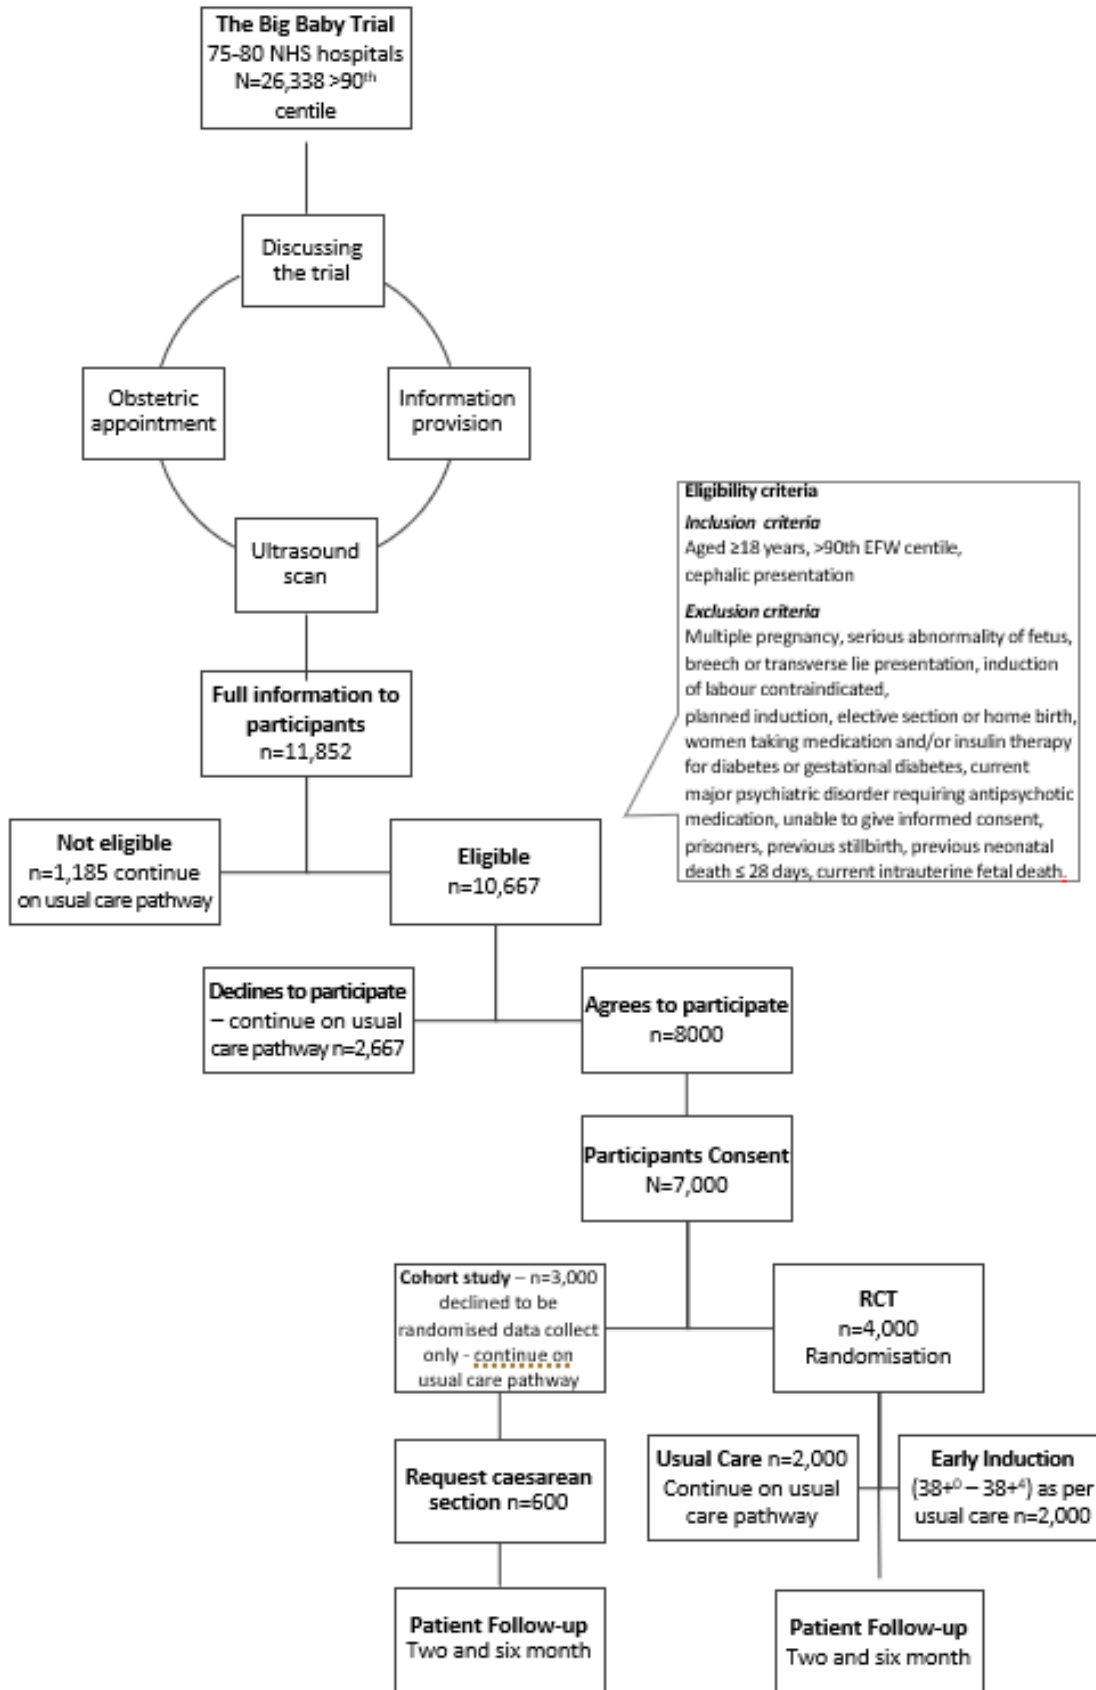 The Big Baby Trial
75-80 NHS hospitals
N=26,338 >90th
centile
Discussing
the trial
Obstetric
appointment
Information
provision
Ultrasound
scan
Eligibility criteria
Inclusion criteria
Aged ≥18 years, >90th EFW centile,
cephalic presentation
Exclusion criteria
Multiple pregnancy, serious abnormality of fetus,
breech or transverse lie presentation, induction
of labour contraindicated,
planned induction, elective section or home birth,
women taking medication and/or insulin therapy
for diabetes or gestational diabetes, current
major psychiatric disorder requiring antipsychotic
medication, unable to give informed consent,
prisoners, previous stillbirth, previous neonatal
death ≤ 28 days, current intrauterine fetal death.
Full information to
participants
n=11,852
Not eligible
n=1,185 continue
on usual care pathway
Eligible
n=10,667
Declines to participate
– continue on usual
care pathway n=2,667
Agrees to participate
n=8000
Participants Consent
N=7,000
Cohort study – n=3,000
declined to be
randomised data collect
only - continue on
usual care pathway
RCT
n=4,000
Randomisation
Request caesarean
section n=600
Usual Care n=2,000
Continue on usual
care pathway
Early Induction
(38+⁰ – 38+⁴) as per
usual care n=2,000
Patient Follow-up
Two and six month
Patient Follow-up
Two and six month